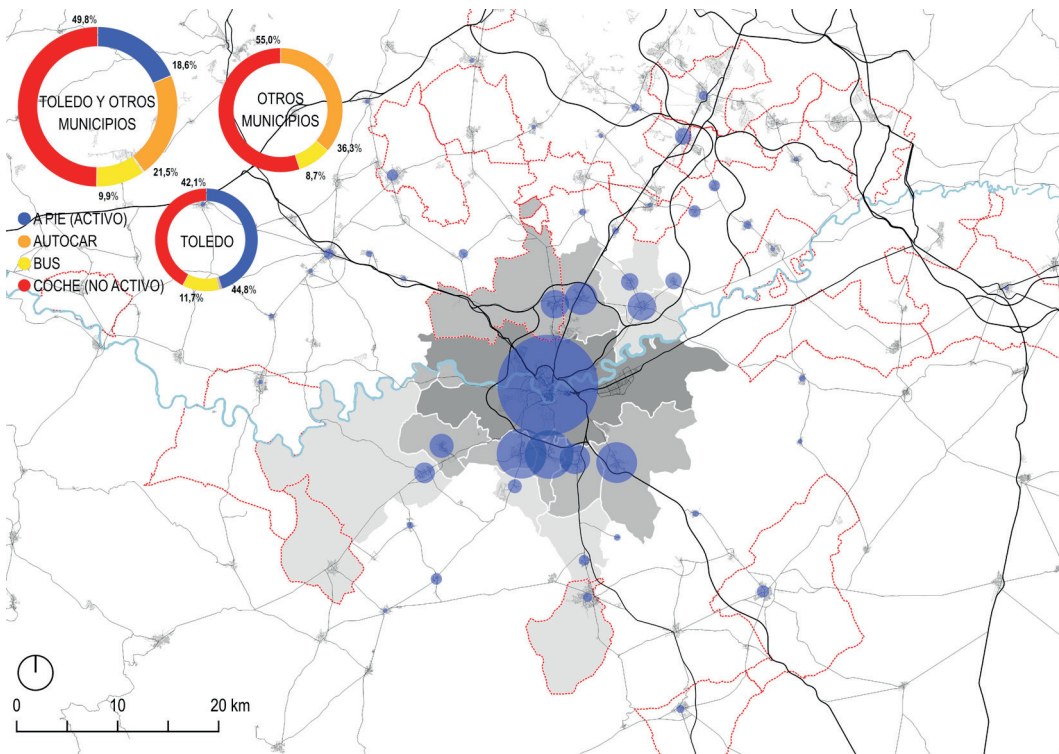 49,8%
18,6%
TOLEDO Y OTROS
MUNICIPIOS
21,5%
9,9%
55,0%
OTROS
MUNICIPIOS
36,3%
8,7%
42,1%
TOLEDO
11,7%
44,8%
A PIE (ACTIVO)
AUTOCAR
BUS
COCHE (NO ACTIVO)
0 10 20 km